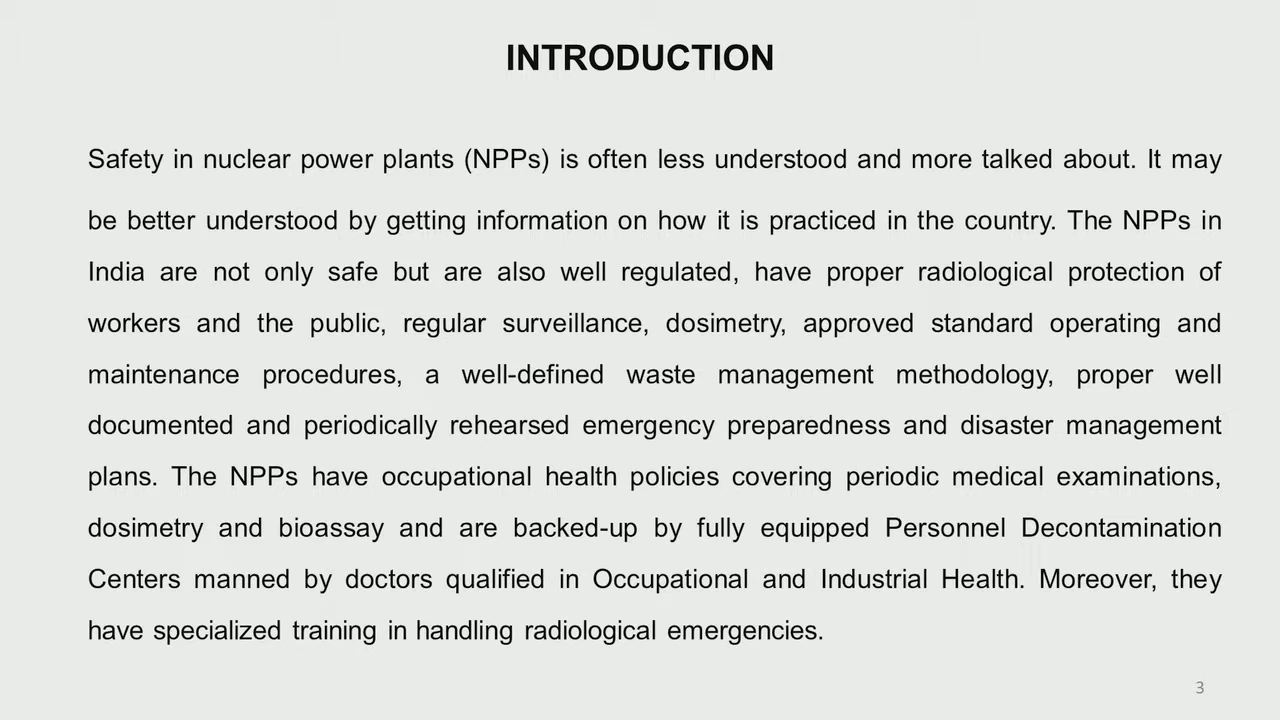 INTRODUCTION
Safety in nuclear power plants (NPPs) is often less understood and more talked about. It may
be better understood by getting information on how it is practiced in the country. The NPPs in
India are not only safe but are also well regulated, have proper radiological protection of
workers and the public, regular surveillance, dosimetry, approved standard operating and
maintenance procedures, a well-defined waste management methodology, proper well
documented and periodically rehearsed emergency preparedness and disaster management
plans. The NPPs have occupational health policies covering periodic medical examinations,
dosimetry and bioassay and are backed-up by fully equipped Personnel Decontamination
Centers manned by doctors qualified in Occupational and Industrial Health. Moreover, they
have specialized training in handling radiological emergencies.
3